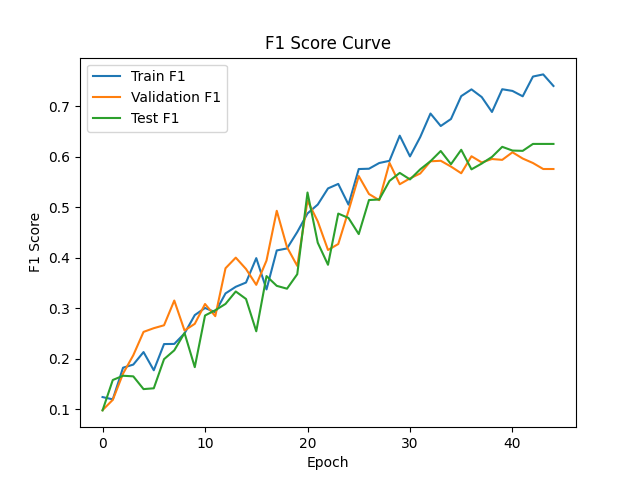 F1 Score Curve
Train F1
Validation F1
Test F1
F1 Score
0.7
0.6
0.5
0.4
0.3
0.2
0.1
0 10 20 30 40
Epoch